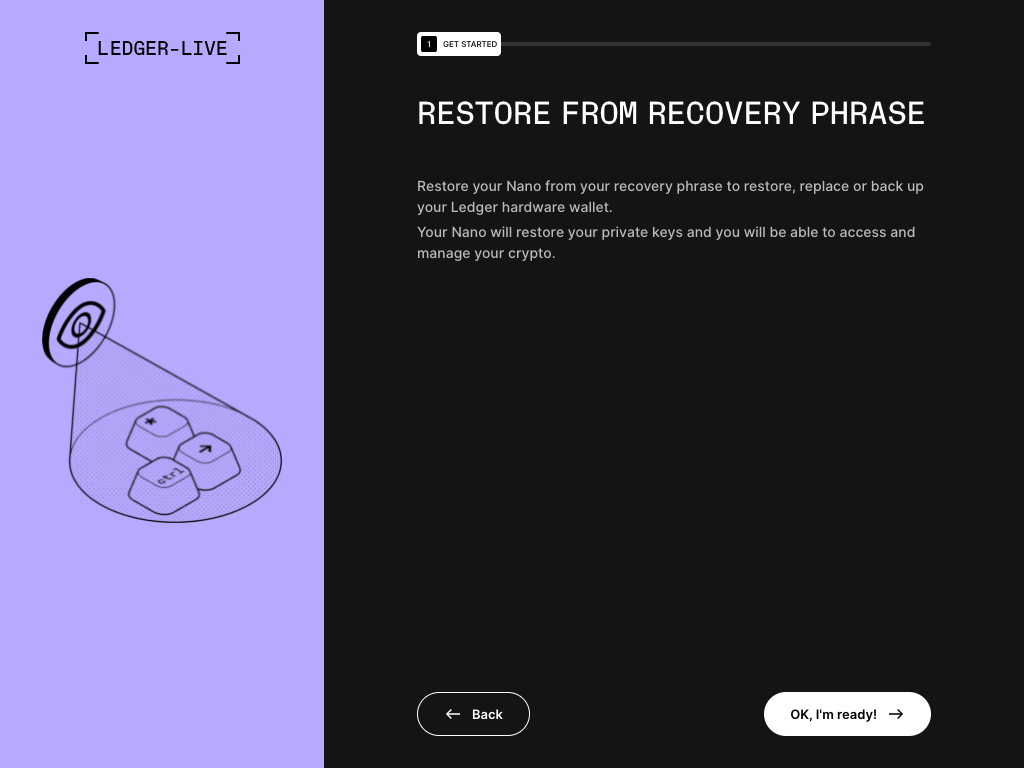 LEDGER-LIVE
1 GET STARTED
RESTORE FROM RECOVERY PHRASE
Restore your Nano from your recovery phrase to restore, replace or back up
your Ledger hardware wallet.
Your Nano will restore your private keys and you will be able to access and
manage your crypto.
*
ctrl
Back
OK, I'm ready!